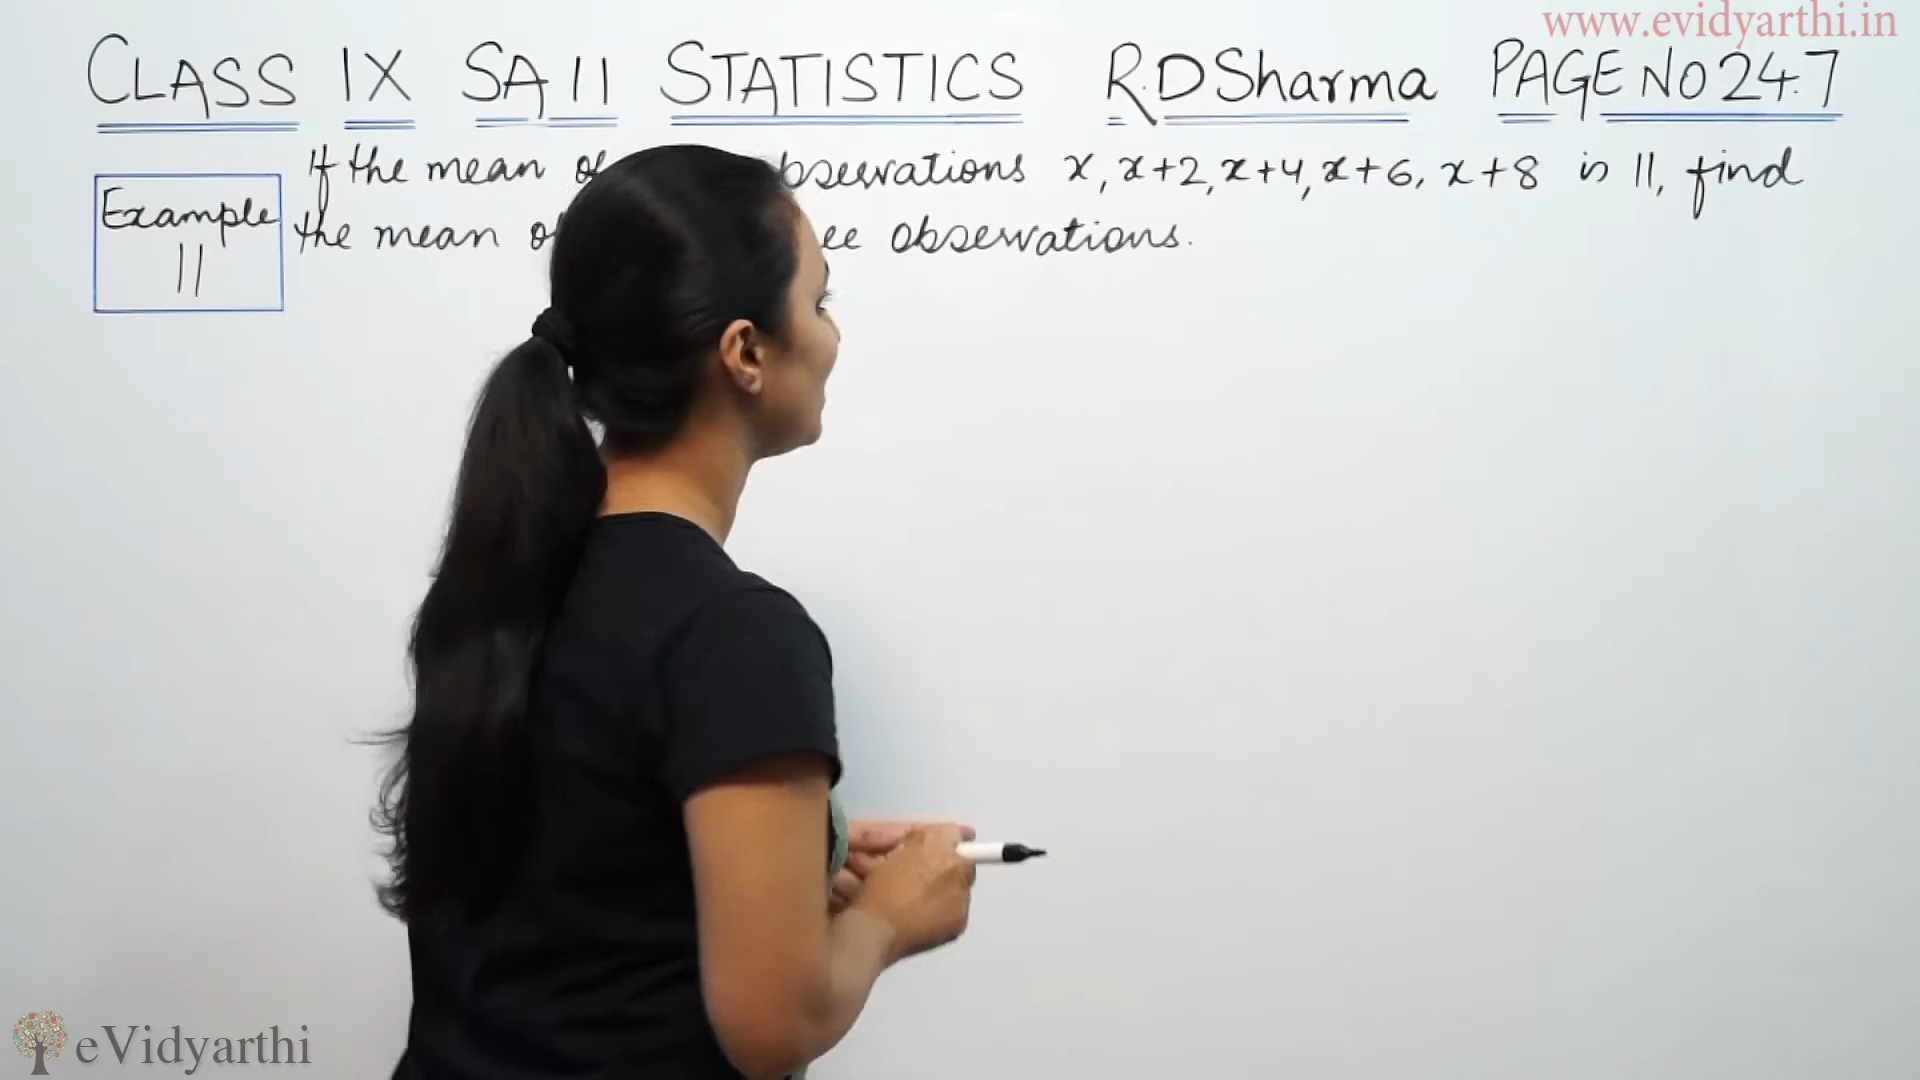 www.evidyarthi.in
CLASS IX SA II STATISTICS R.D Sharma PAGE NO 24.7
If the mean of observations x, x+2, x+4, x+6, x+8 is 11, find
Example the mean observations.
11
eVidyarthi